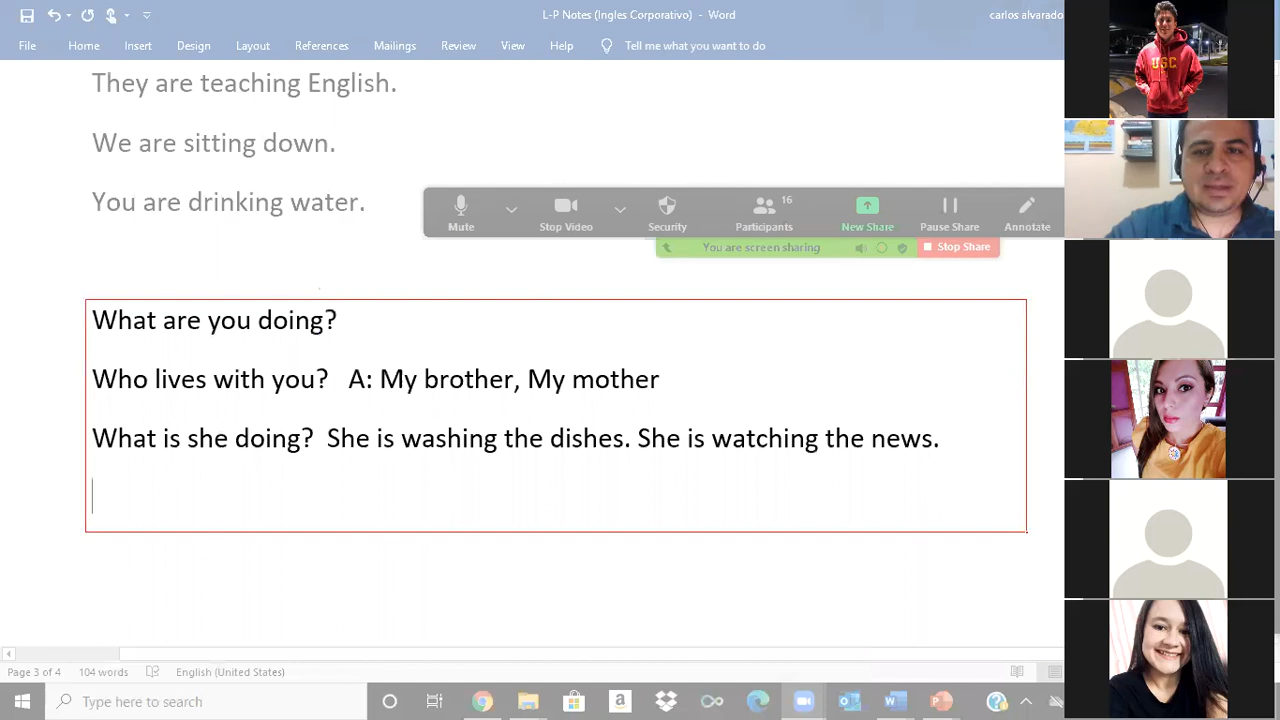 L-P Notes (Ingles Corporativo) - Word
carlos alvarado
File Home Insert Design Layout References Mailings Review View Help Tell me what you want to do
They are teaching English.
We are sitting down.
You are drinking water.
16
Mute Stop Video Security Participants New Share Pause Share Annotate
You are screen sharing Stop Share
What are you doing?
Who lives with you? A: My brother, My mother
What is she doing? She is washing the dishes. She is watching the news.
Page 3 of 4 104 words English (United States)
Type here to search
USC